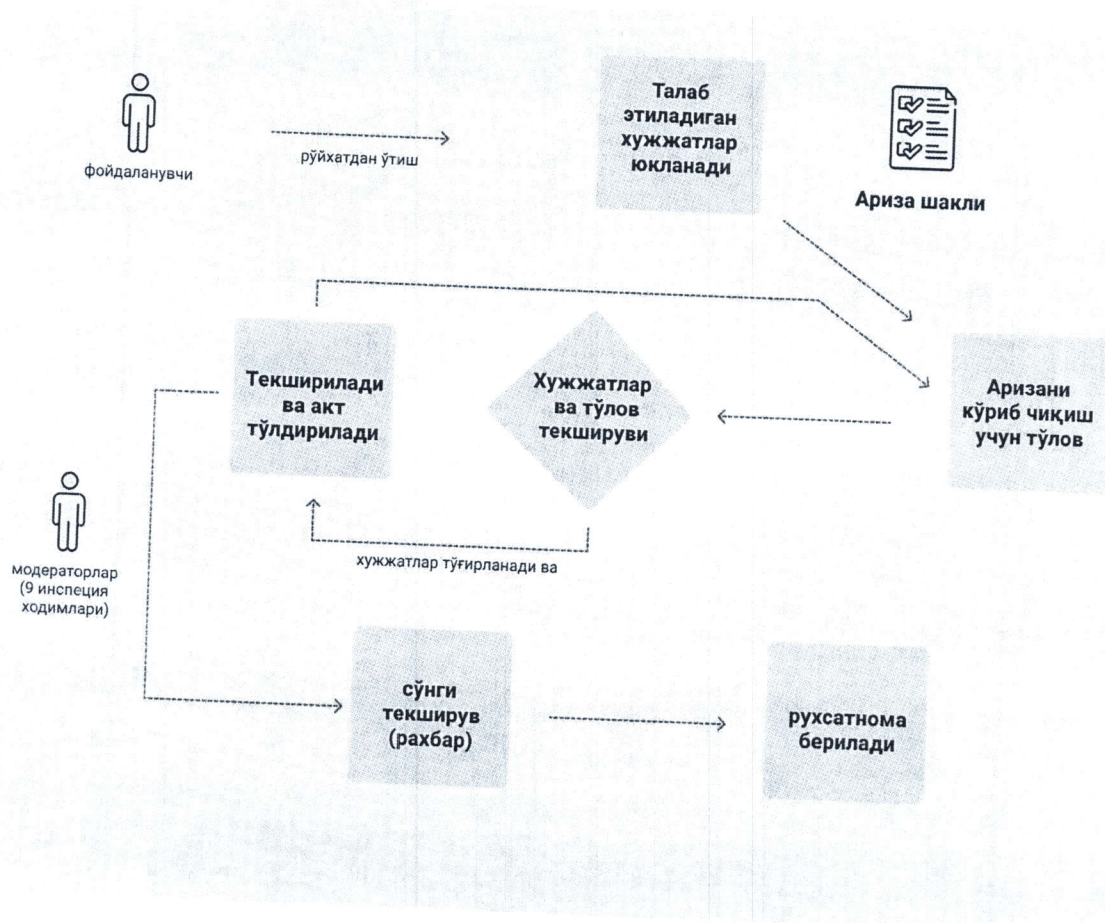 фойдаланувчи
рўйхатдан ўтиш
Талаб
этиладиган
хужжатлар
юкланади
Ариза шакли
Текширилади
ва акт
тўлдирилади
Хужжатлар
ва тўлов
текшируви
Аризани
кўриб чиқиш
учун тўлов
хужжатлар тўғирланади ва
модераторлар
(9 инспеция
ходимлари)
сўнги
текширув
(рахбар)
рухсатнома
берилади